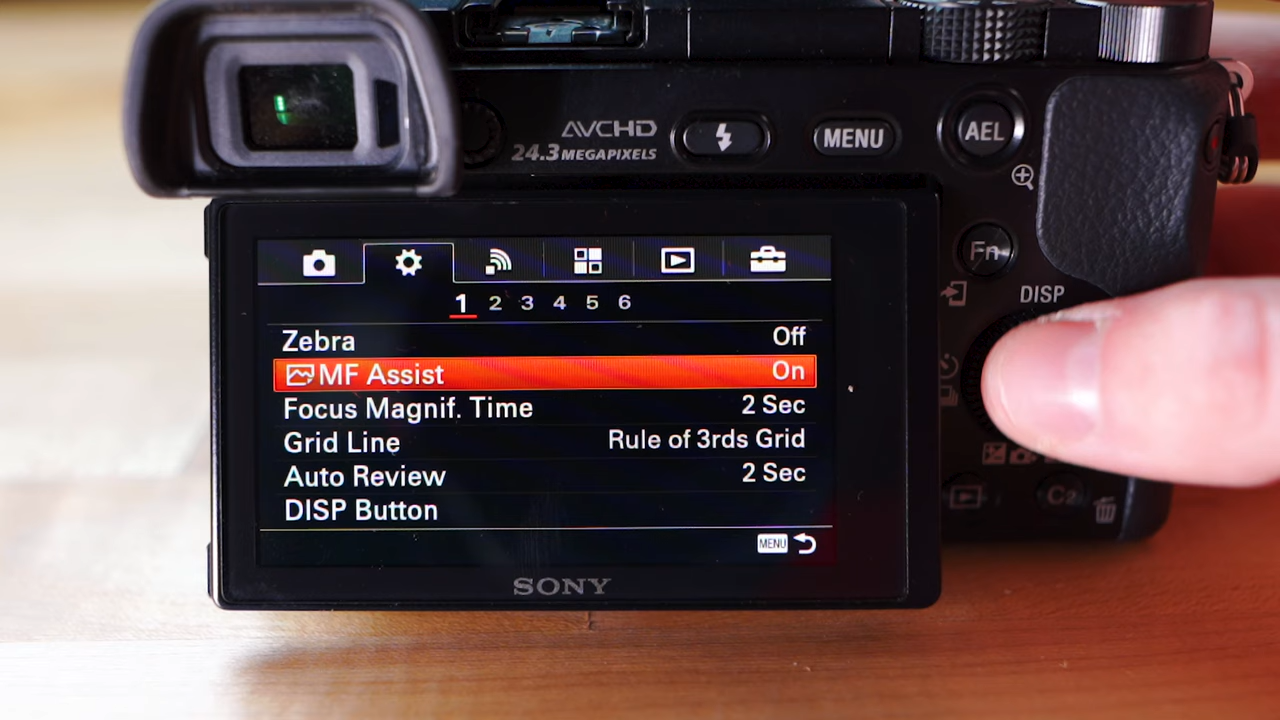 AVCHD
24.3 MEGAPIXELS
MENU
AEL
Fn
DISP
1 2 3 4 5 6
Zebra Off
MF Assist On
Focus Magnif. Time 2 Sec
Grid Line Rule of 3rds Grid
Auto Review 2 Sec
DISP Button
MENU
C2
SONY